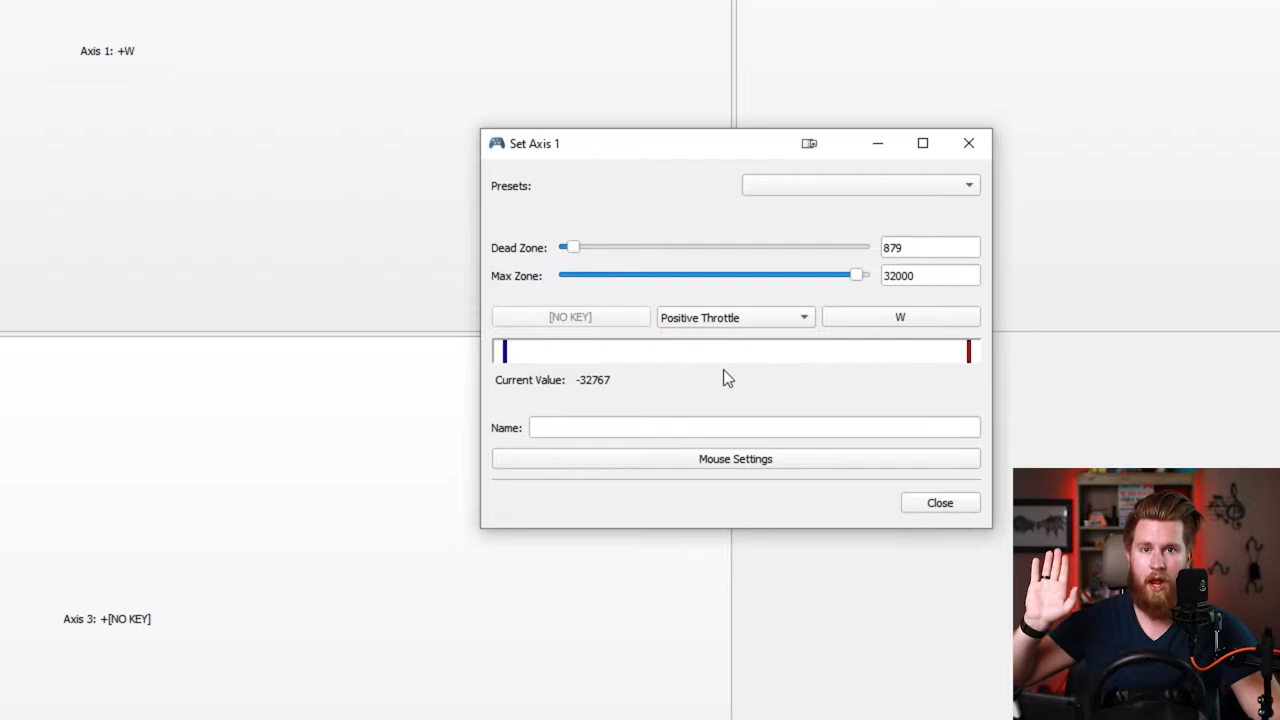 Axis 1: +W
Set Axis 1
Presets:
Dead Zone: 879
Max Zone: 32000
[NO KEY] Positive Throttle W
Current Value: -32767
Name:
Mouse Settings
Close
Axis 3: +[NO KEY]